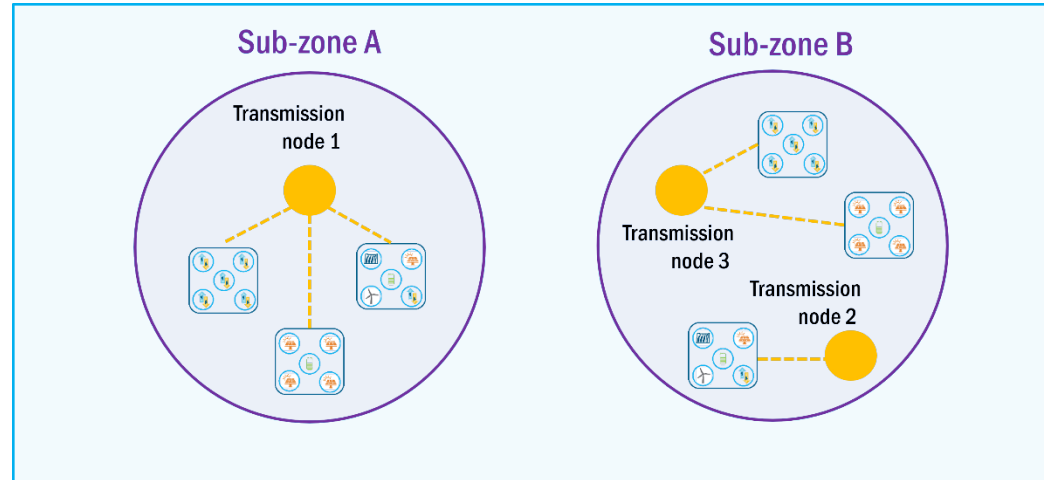 Sub-zone A
Transmission
node 1
Sub-zone B
Transmission
node 3
Transmission
node 2